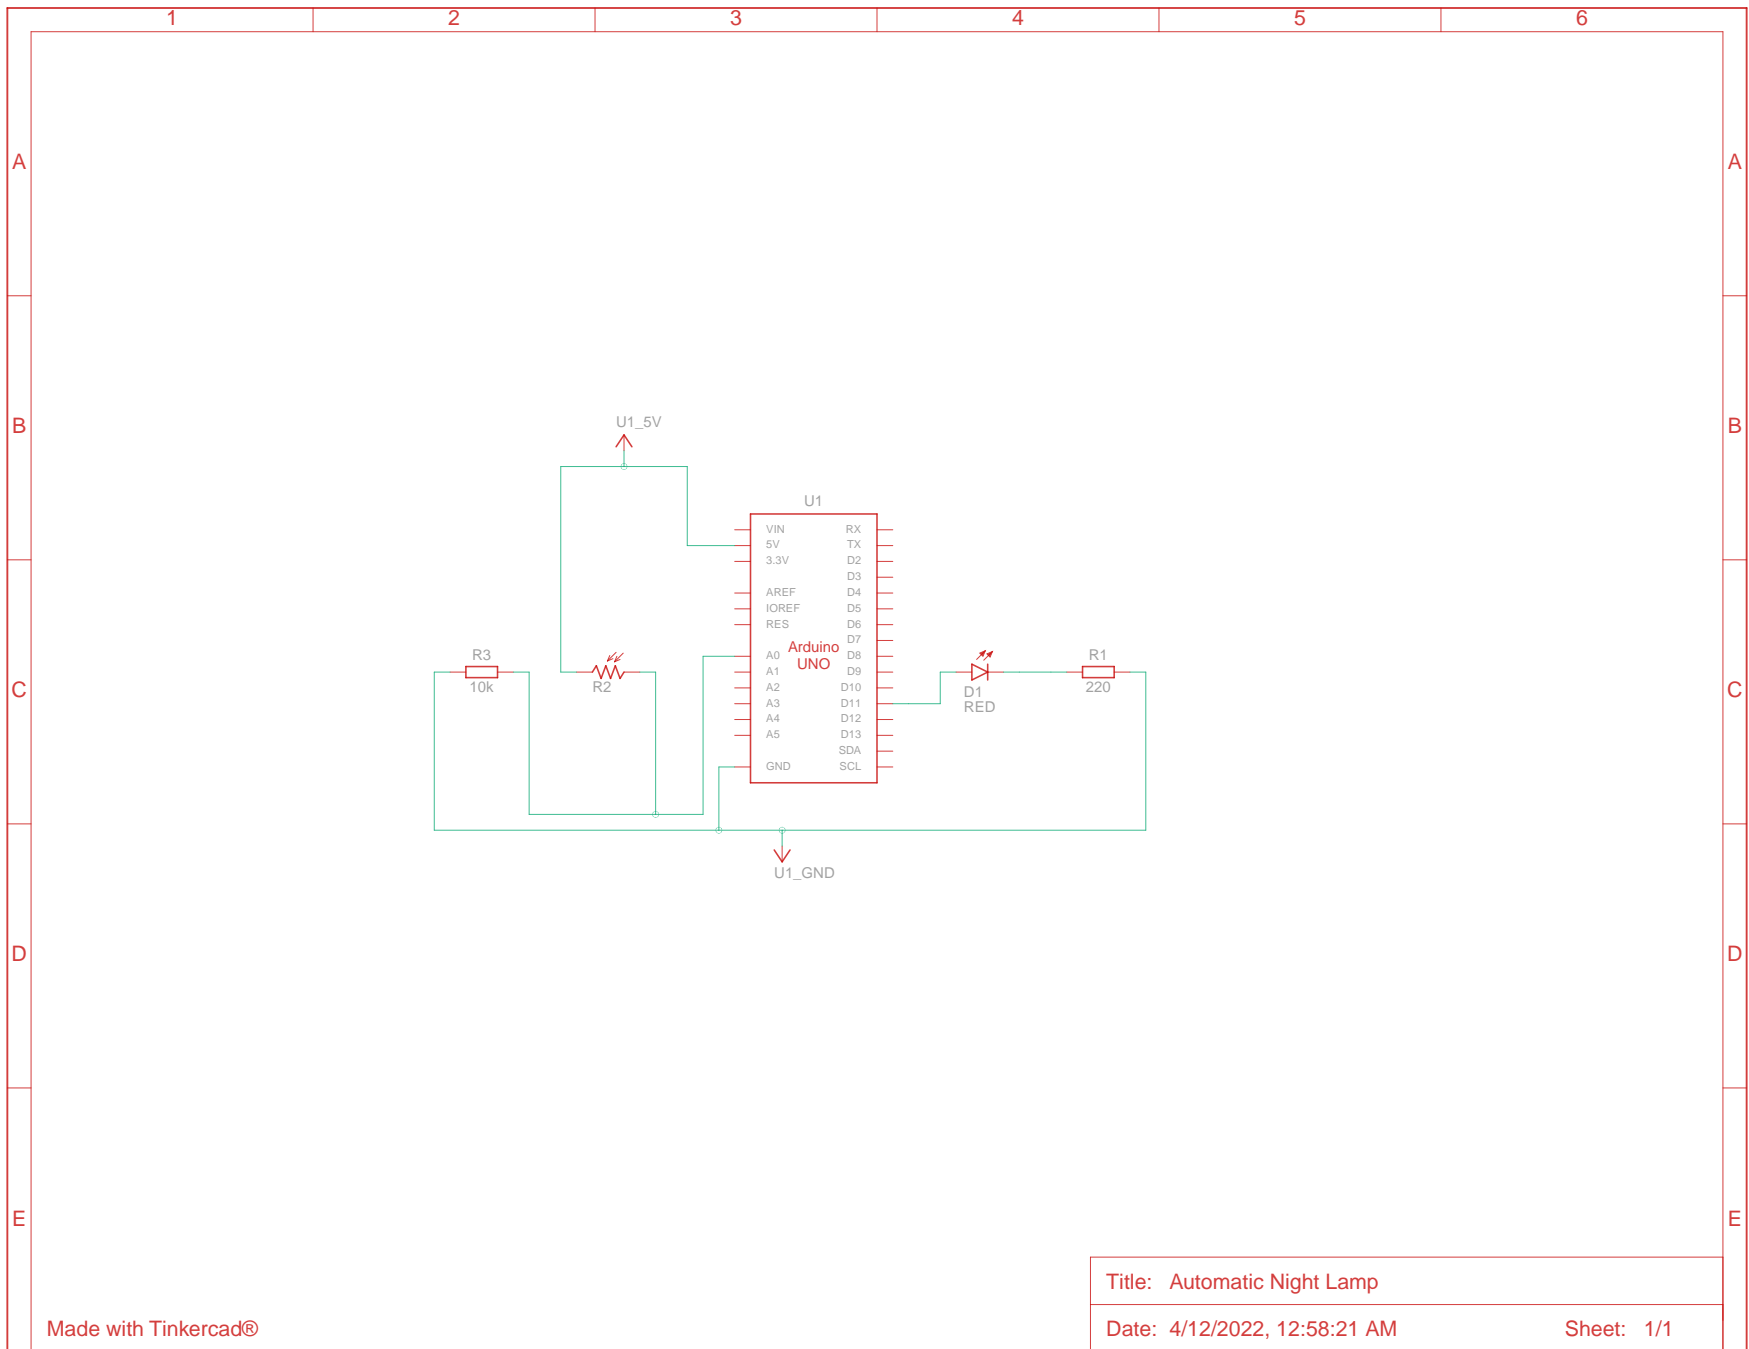 1 2 3 4 5 6
A A
B B
U1_5V
U1
VIN RX
5V TX
3.3V D2
D3
AREF D4
IOREF D5
RES D6
D7
A0 D8
A1 D9
A2 D10
A3 D11
A4 D12
A5 D13
SDA
GND SCL
Arduino
UNO
R3
10k
R2
D1
RED
R1
220
C C
U1_GND
D D
E E
Title: Automatic Night Lamp
Made with Tinkercad®
Date: 4/12/2022, 12:58:21 AM Sheet: 1/1